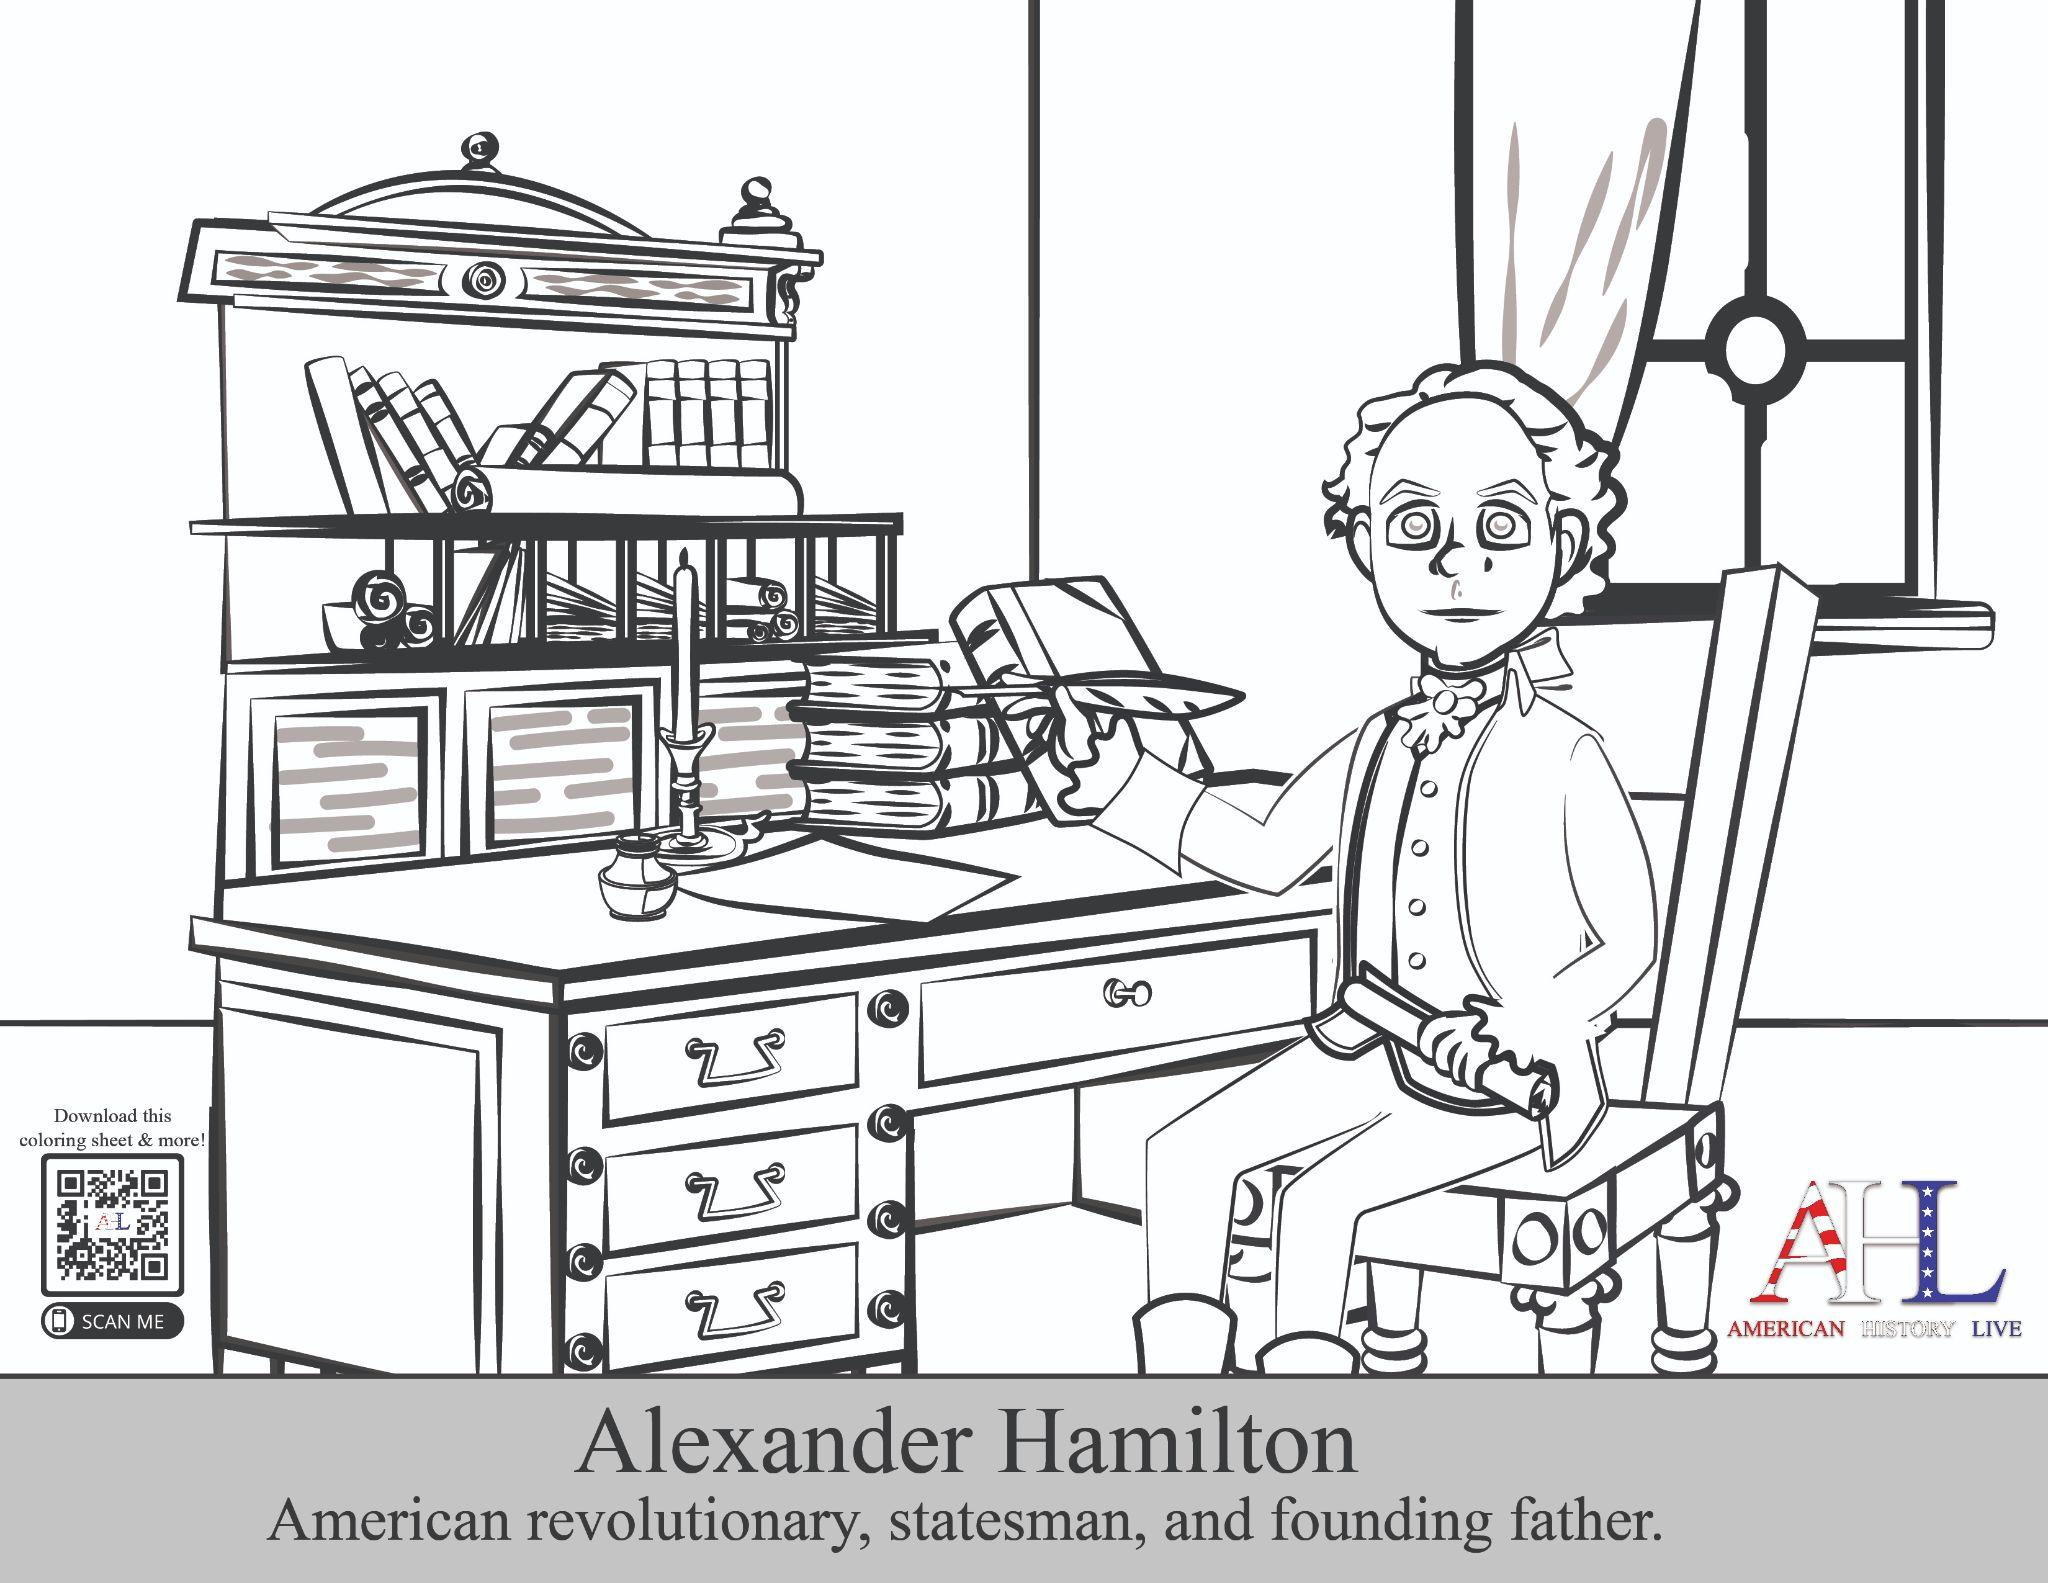 Download this
coloring sheet & more!
AHL
SCAN ME
AHL
AMERICAN HISTORY LIVE
Alexander Hamilton
American revolutionary, statesman, and founding father.